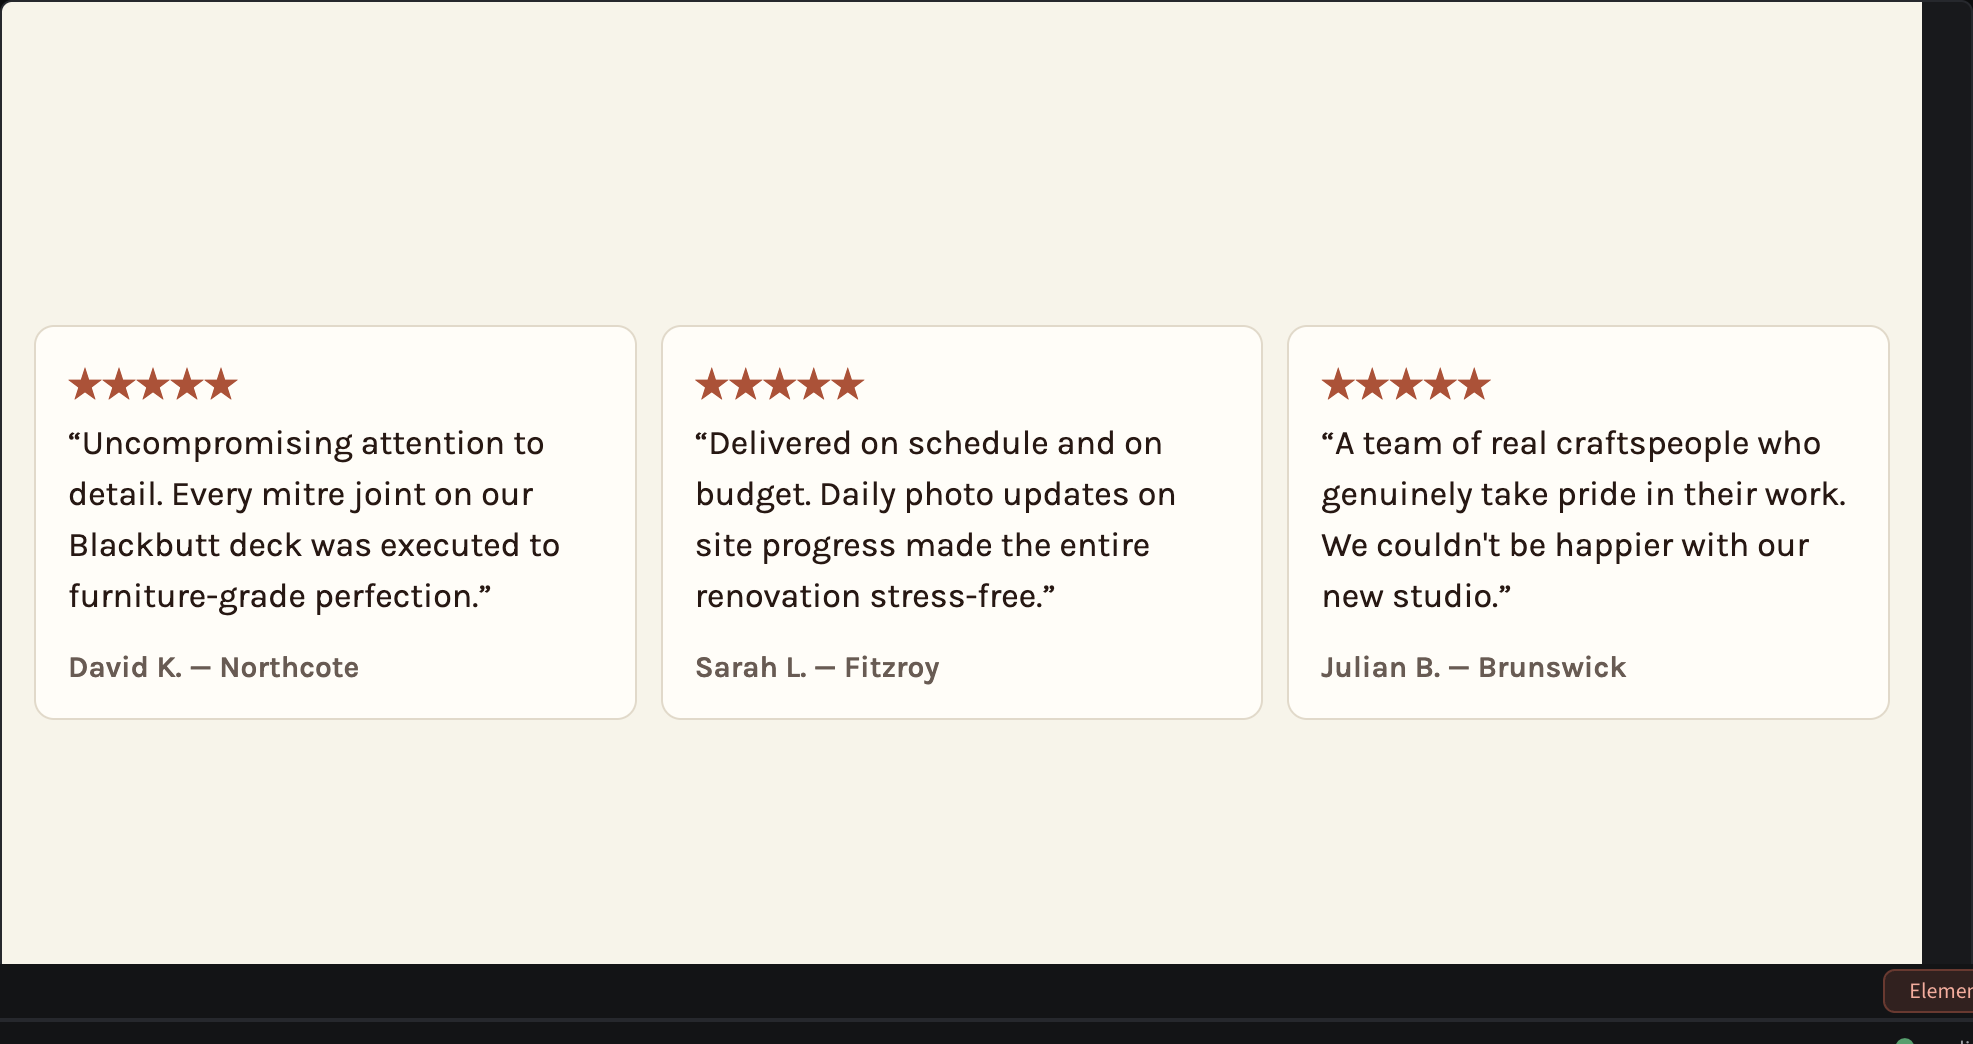 ★★★★★
“Uncompromising attention to
detail. Every mitre joint on our
Blackbutt deck was executed to
furniture-grade perfection.”
David K. — Northcote
★★★★★
“Delivered on schedule and on
budget. Daily photo updates on
site progress made the entire
renovation stress-free.”
Sarah L. — Fitzroy
★★★★★
“A team of real craftspeople who
genuinely take pride in their work.
We couldn't be happier with our
new studio.”
Julian B. — Brunswick